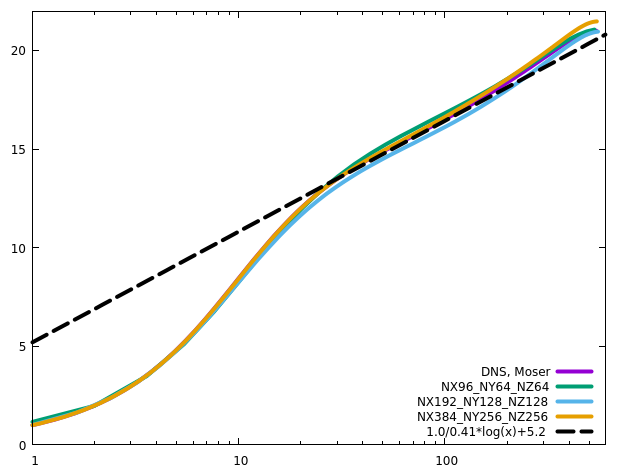 20
15
10
5
0
DNS, Moser
NX96_NY64_NZ64
NX192_NY128_NZ128
NX384_NY256_NZ256
1.0/0.41*log(x)+5.2
1 10 100